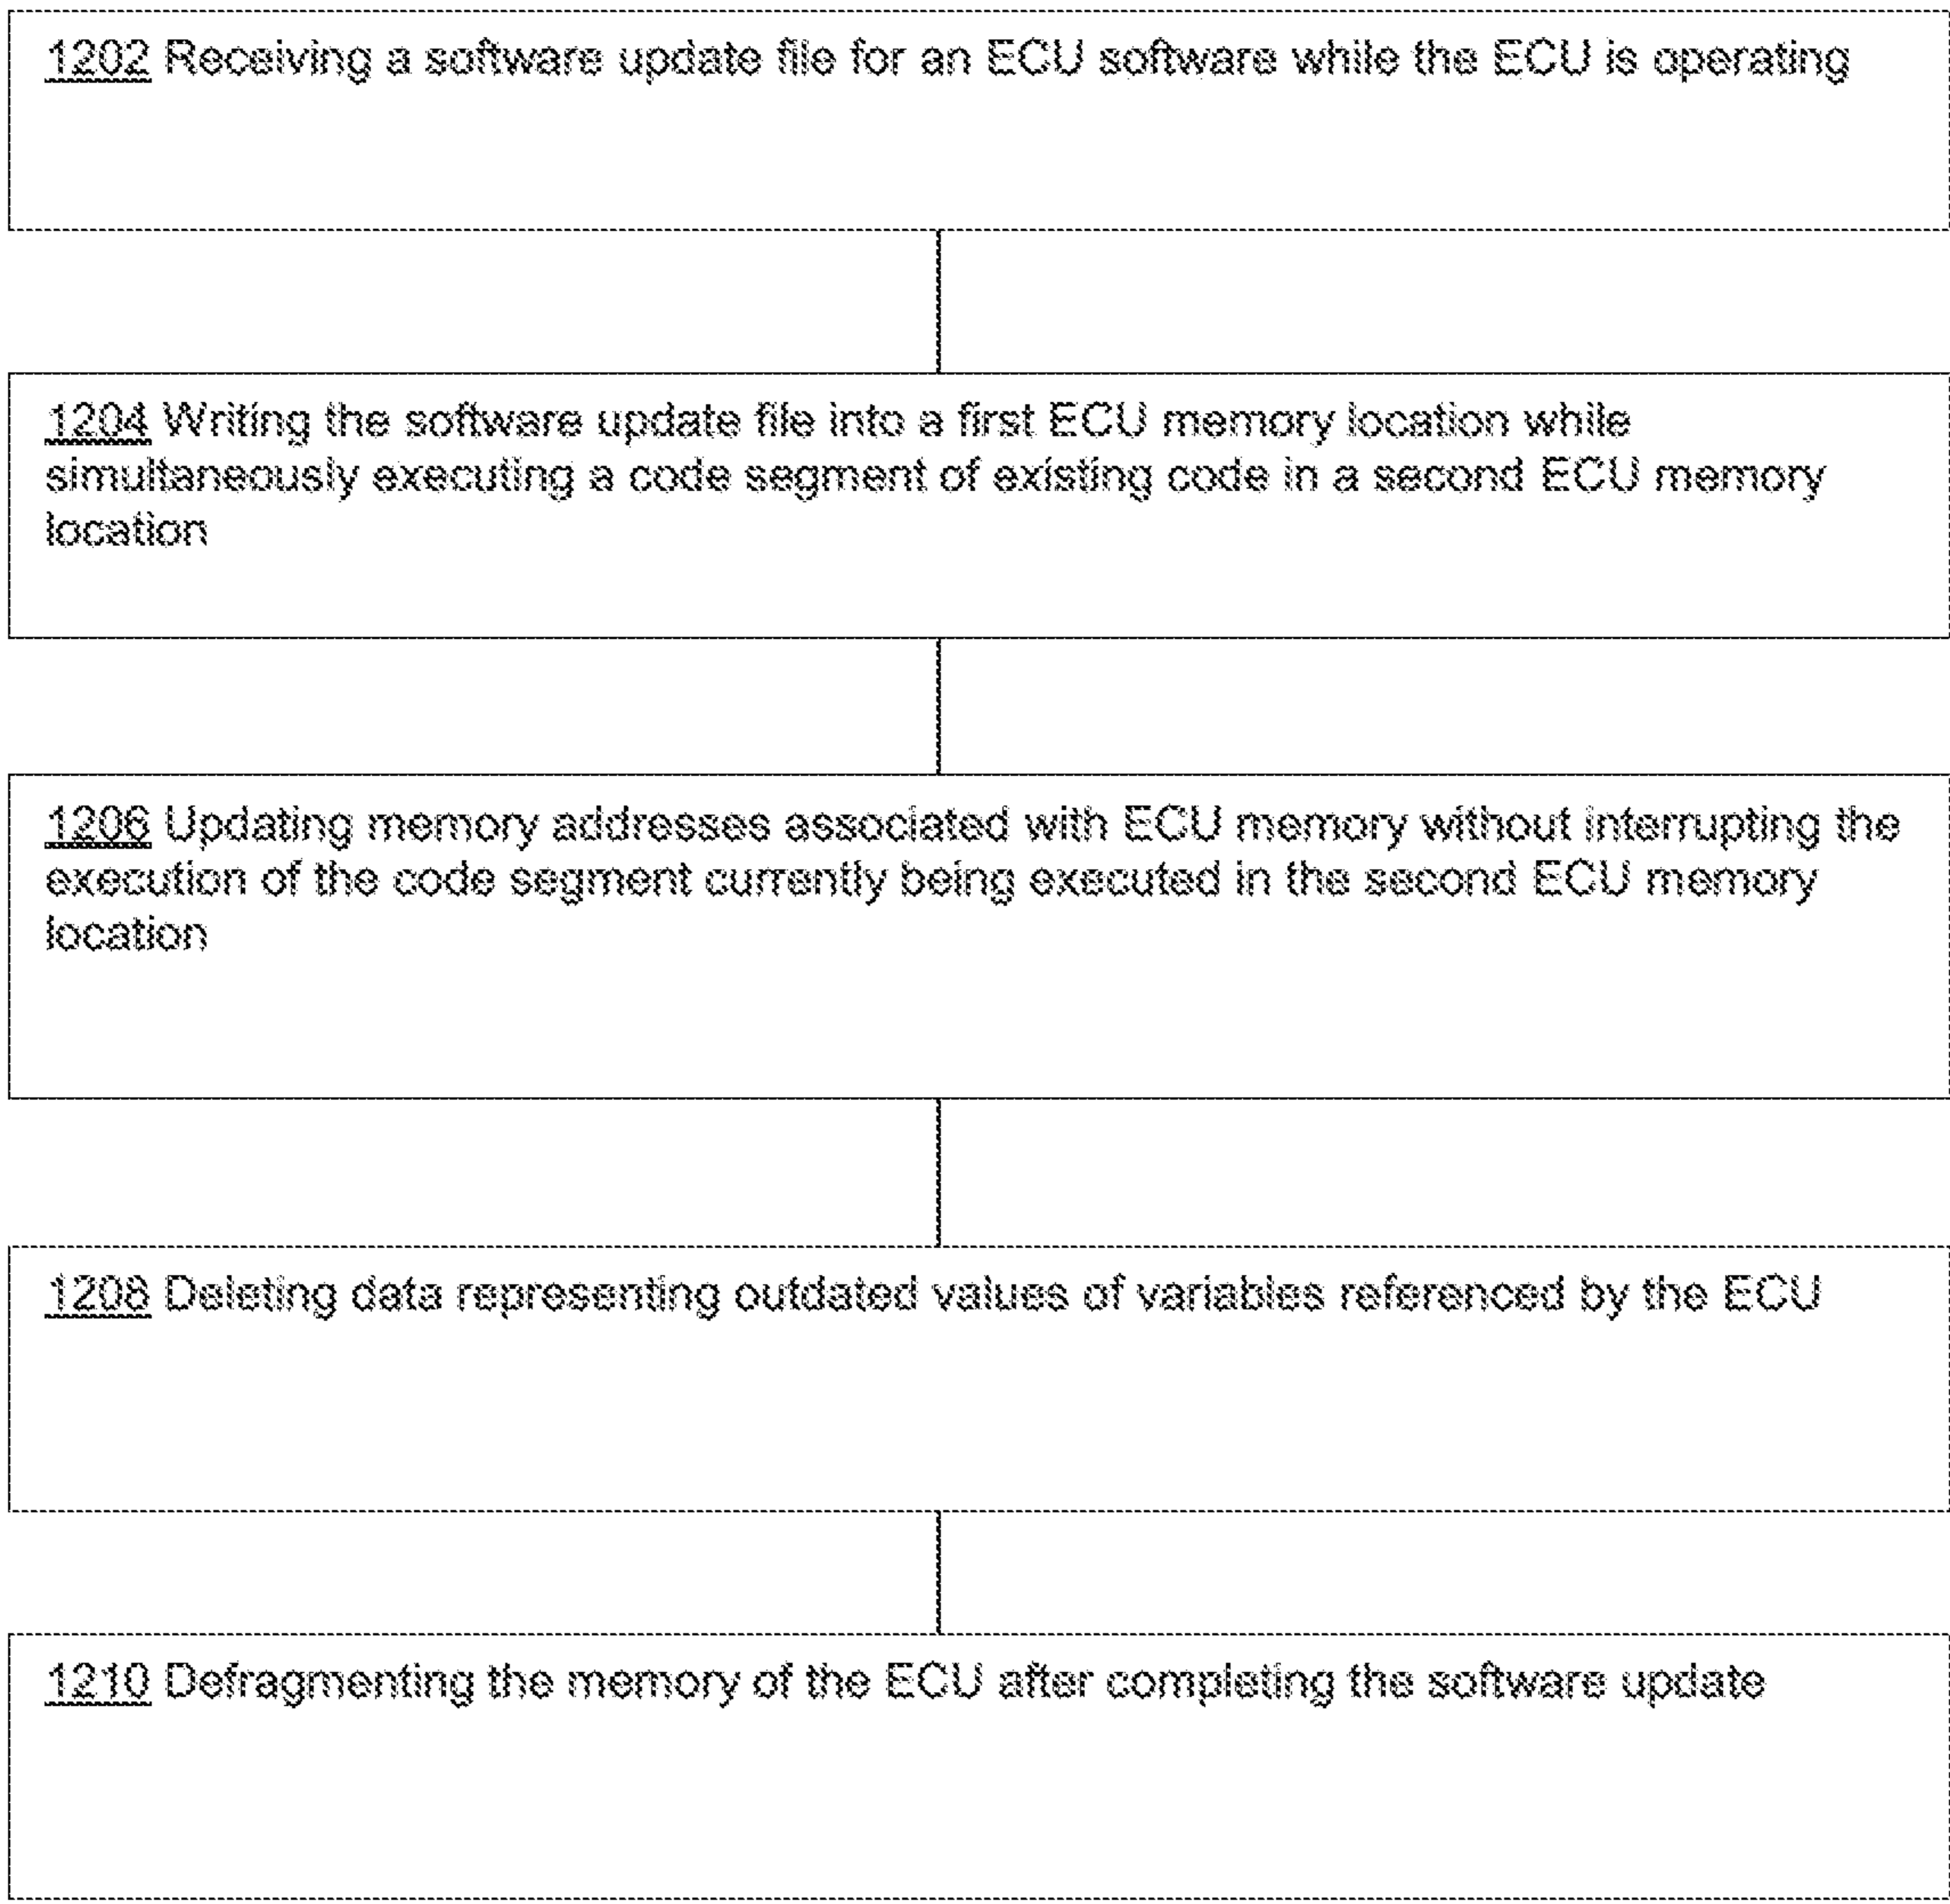 1202 Receiving a software update file for an ECU software while the ECU is operating
1204 Writing the software update file into a first ECU memory location while
simultaneously executing a code segment of existing code in a second ECU memory
location
1206 Updating memory addresses associated with ECU memory without interrupting the
execution of the code segment currently being executed in the second ECU memory
location
1208 Deleting data representing outdated values of variables referenced by the ECU
1210 Defragmenting the memory of the ECU after completing the software update